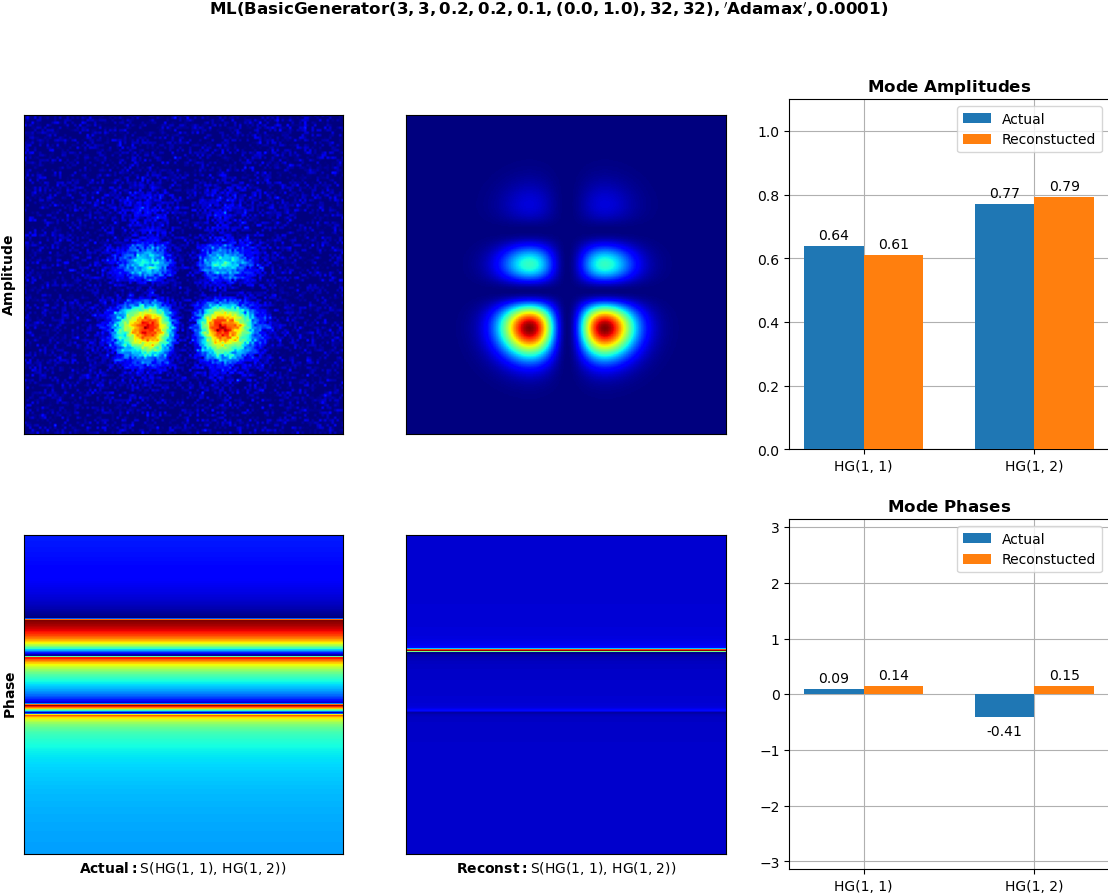 ML(BasicGenerator(3, 3, 0.2, 0.2, 0.1, (0.0, 1.0), 32, 32), ′Adamax′, 0.0001)
Amplitude
Mode Amplitudes
Actual
Reconstucted
1.0
0.8
0.6
0.4
0.2
0.0
0.64
0.61
0.77
0.79
HG(1, 1)
HG(1, 2)
Phase
Actual: S(HG(1, 1), HG(1, 2))
Reconst: S(HG(1, 1), HG(1, 2))
Mode Phases
Actual
Reconstucted
3
2
1
0
−1
−2
−3
0.09
0.14
-0.41
0.15
HG(1, 1)
HG(1, 2)